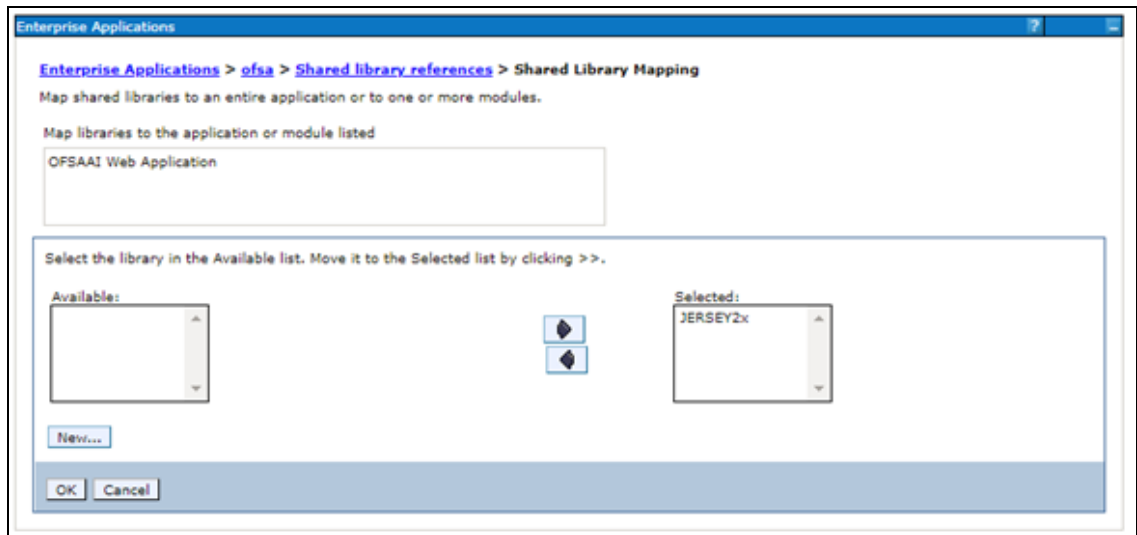 Enterprise Applications ? –
Enterprise Applications > ofsa > Shared library references > Shared Library Mapping
Map shared libraries to an entire application or to one or more modules.
Map libraries to the application or module listed
OFSAAI Web Application
Select the library in the Available list. Move it to the Selected list by clicking >>.
Available: Selected:
JERSEY2x
New...
OK Cancel